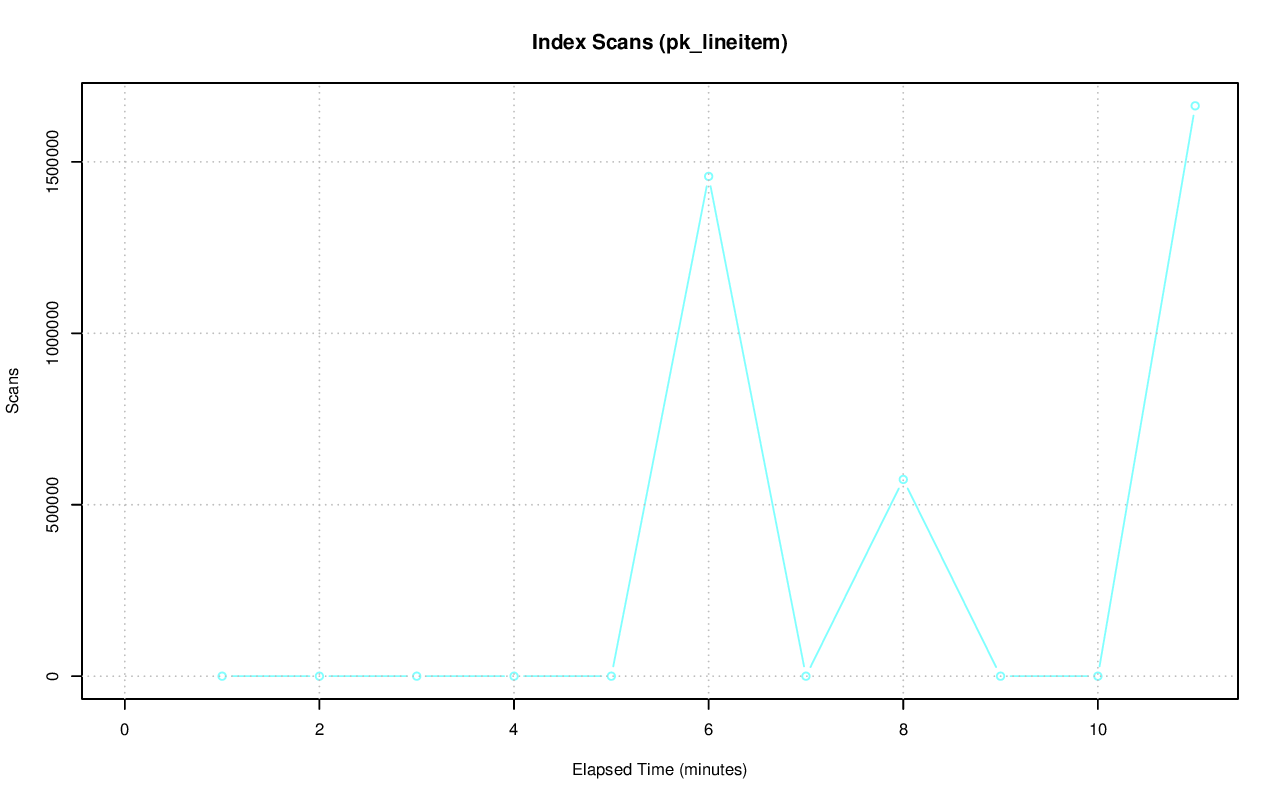 Index Scans (pk_lineitem)
1500000
1000000
500000
0
Scans
0 2 4 6 8 10
Elapsed Time (minutes)